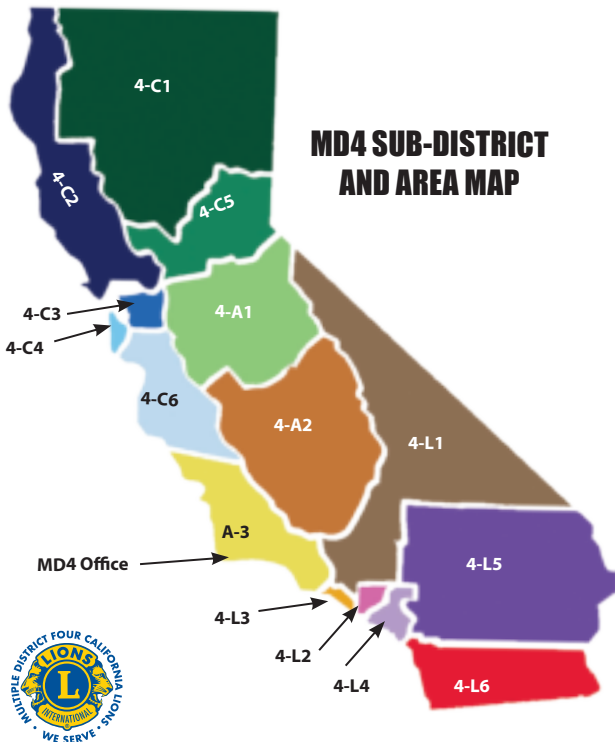 4-C1
MD4 SUB-DISTRICT
AND AREA MAP
4-C2
4-C5
4-C3
4-A1
4-C4
4-C6
4-A2
4-L1
A-3
MD4 Office
4-L5
4-L3
4-L2
4-L4
4-L6
MULTIPLE DISTRICT FOUR CALIFORNIA LIONS
LIONS
L
INTERNATIONAL
• WE SERVE •